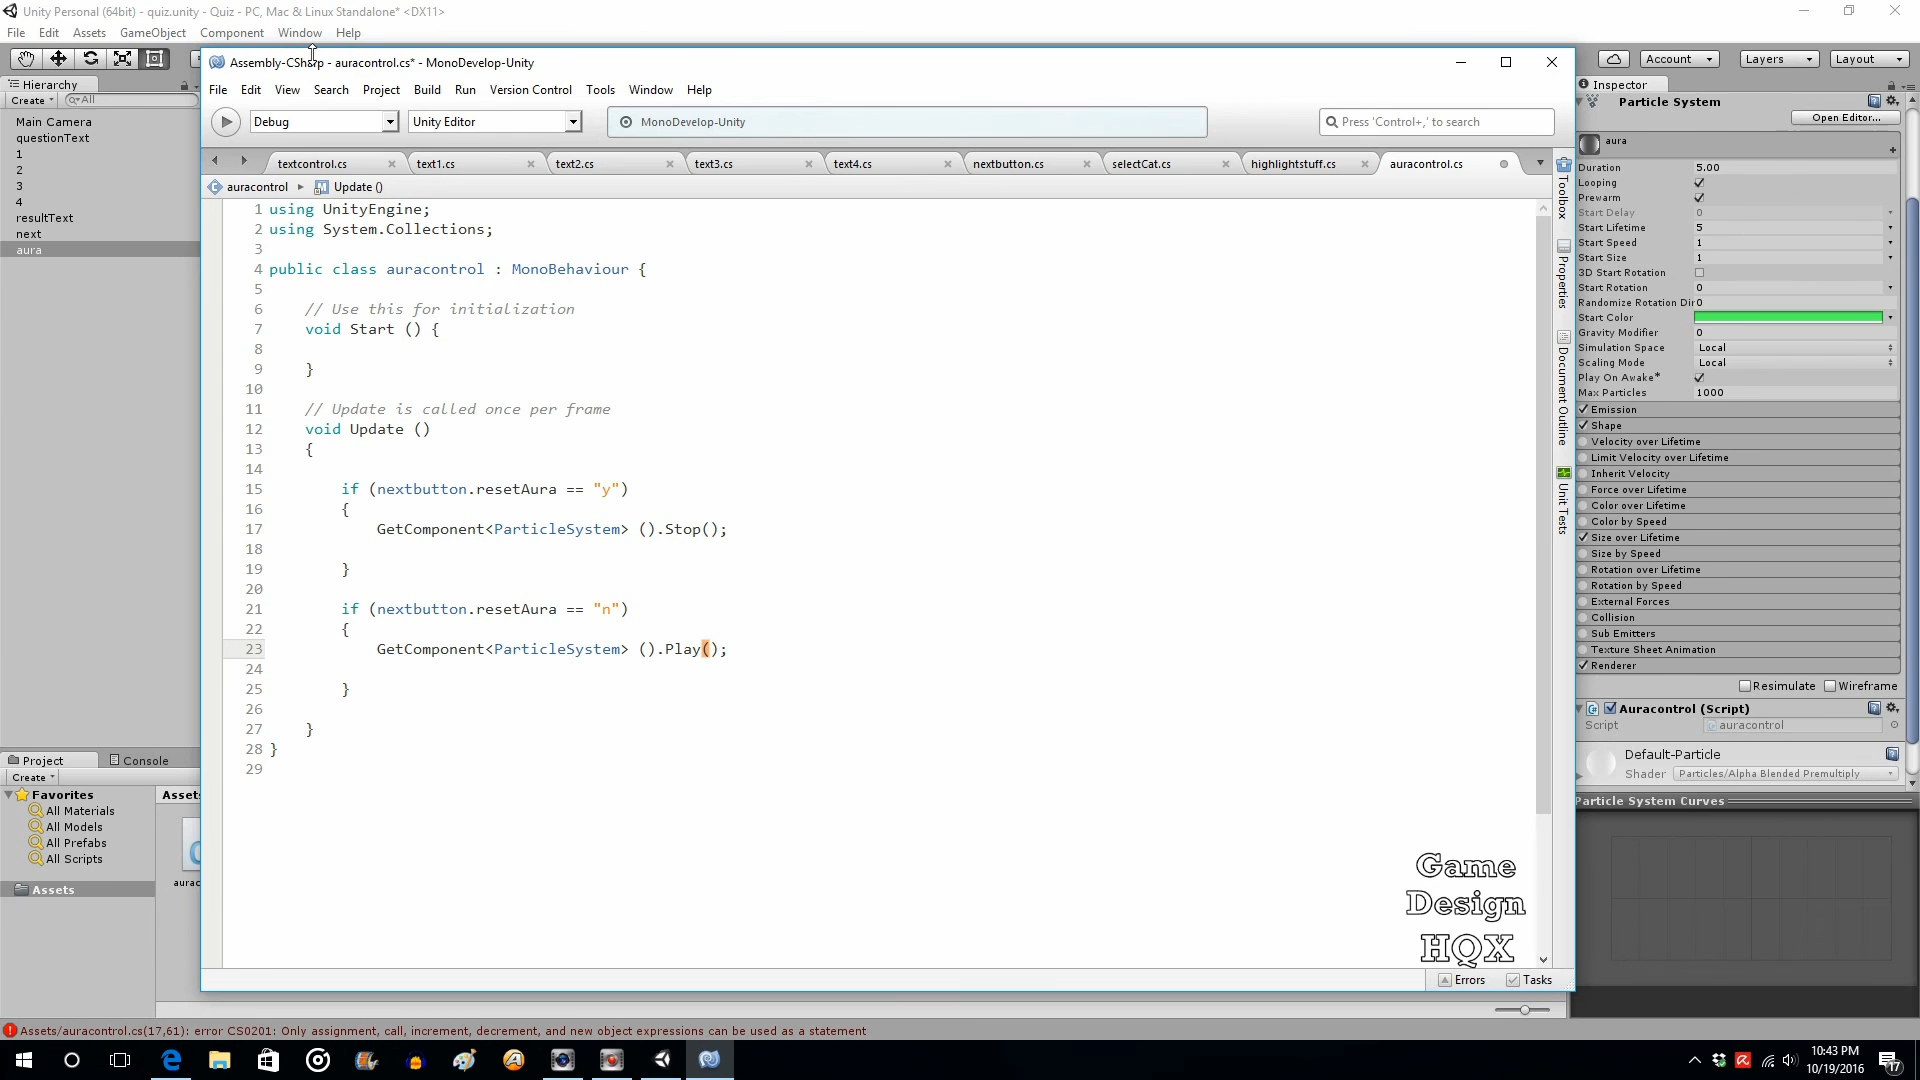 Unity Personal (64bit) - quiz.unity - Quiz - PC, Mac & Linux Standalone* <DX11>
File Edit Assets GameObject Component Window Help
Account Layers Layout
Hierarchy
Create All
Main Camera
questionText
1
2
3
4
resultText
next
aura
Assembly-CSharp - auracontrol.cs* - MonoDevelop-Unity
File Edit View Search Project Build Run Version Control Tools Window Help
Debug Unity Editor MonoDevelop-Unity Press 'Control+,' to search
textcontrol.cs text1.cs text2.cs text3.cs text4.cs nextbutton.cs selectCat.cs highlightstuff.cs auracontrol.cs
auracontrol Update ()
1 using UnityEngine;
2 using System.Collections;
3
4 public class auracontrol : MonoBehaviour {
5
6 // Use this for initialization
7 void Start () {
8
9 }
10
11 // Update is called once per frame
12 void Update ()
13 {
14
15 if (nextbutton.resetAura == "y")
16 {
17 GetComponent<ParticleSystem> ().Stop();
18
19 }
20
21 if (nextbutton.resetAura == "n")
22 {
23 GetComponent<ParticleSystem> ().Play();
24
25 }
26
27 }
28 }
29
Toolbox
Properties
Document Outline
Unit Tests
Game
Design
HQX
Errors Tasks
Inspector
Particle System
Open Editor...
aura
Duration 5.00
Looping
Prewarm
Start Delay 0
Start Lifetime 5
Start Speed 1
Start Size 1
3D Start Rotation
Start Rotation 0
Randomize Rotation Dir 0
Start Color
Gravity Modifier 0
Simulation Space Local
Scaling Mode Local
Play On Awake*
Max Particles 1000
Emission
Shape
Velocity over Lifetime
Limit Velocity over Lifetime
Inherit Velocity
Force over Lifetime
Color over Lifetime
Color by Speed
Size over Lifetime
Size by Speed
Rotation over Lifetime
Rotation by Speed
External Forces
Collision
Sub Emitters
Texture Sheet Animation
Renderer
Resimulate Wireframe
Auracontrol (Script)
Script auracontrol
Default-Particle
Shader Particles/Alpha Blended Premultiply
Particle System Curves
Project Console
Create
Favorites
All Materials
All Models
All Prefabs
All Scripts
Assets
Assets
aurac
Assets/auracontrol.cs(17,61): error CS0201: Only assignment, call, increment, decrement, and new object expressions can be used as a statement
10:43 PM
10/19/2016
17